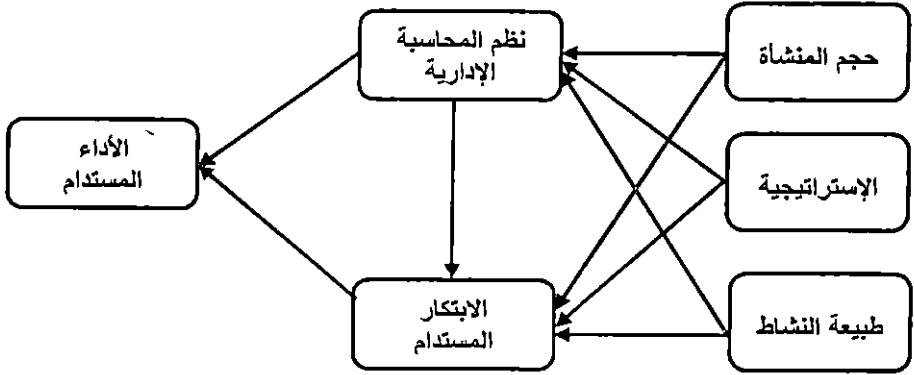 حجم المنشأة
الإستراتيجية
طبيعة النشاط
نظم المحاسبة
الإدارية
الابتكار
المستدام
الأداء
المستدام